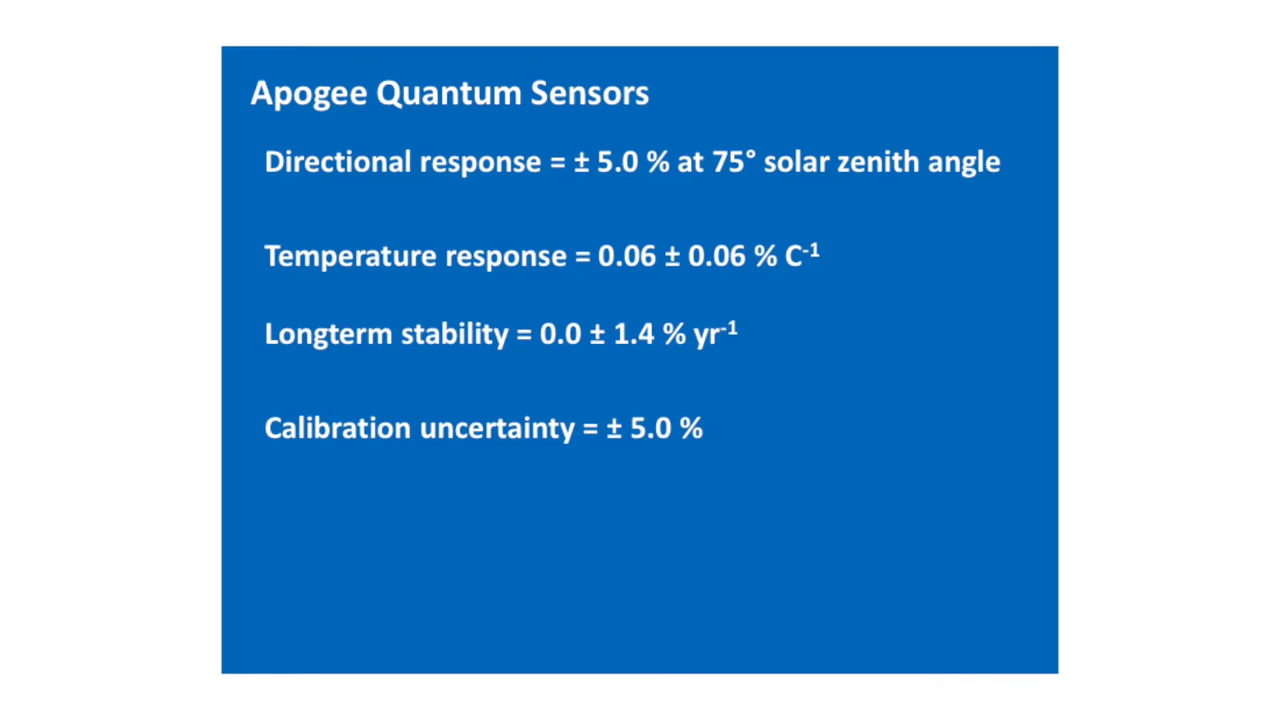 Apogee Quantum Sensors
Directional response = ± 5.0 % at 75° solar zenith angle
Temperature response = 0.06 ± 0.06 % C⁻¹
Longterm stability = 0.0 ± 1.4 % yr⁻¹
Calibration uncertainty = ± 5.0 %